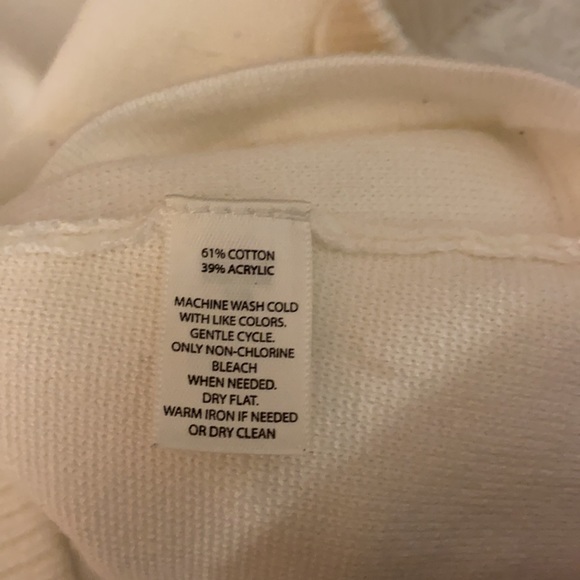 61% COTTON
39% ACRYLIC
MACHINE WASH COLD
WITH LIKE COLORS.
GENTLE CYCLE.
ONLY NON-CHLORINE
BLEACH
WHEN NEEDED.
DRY FLAT.
WARM IRON IF NEEDED
OR DRY CLEAN